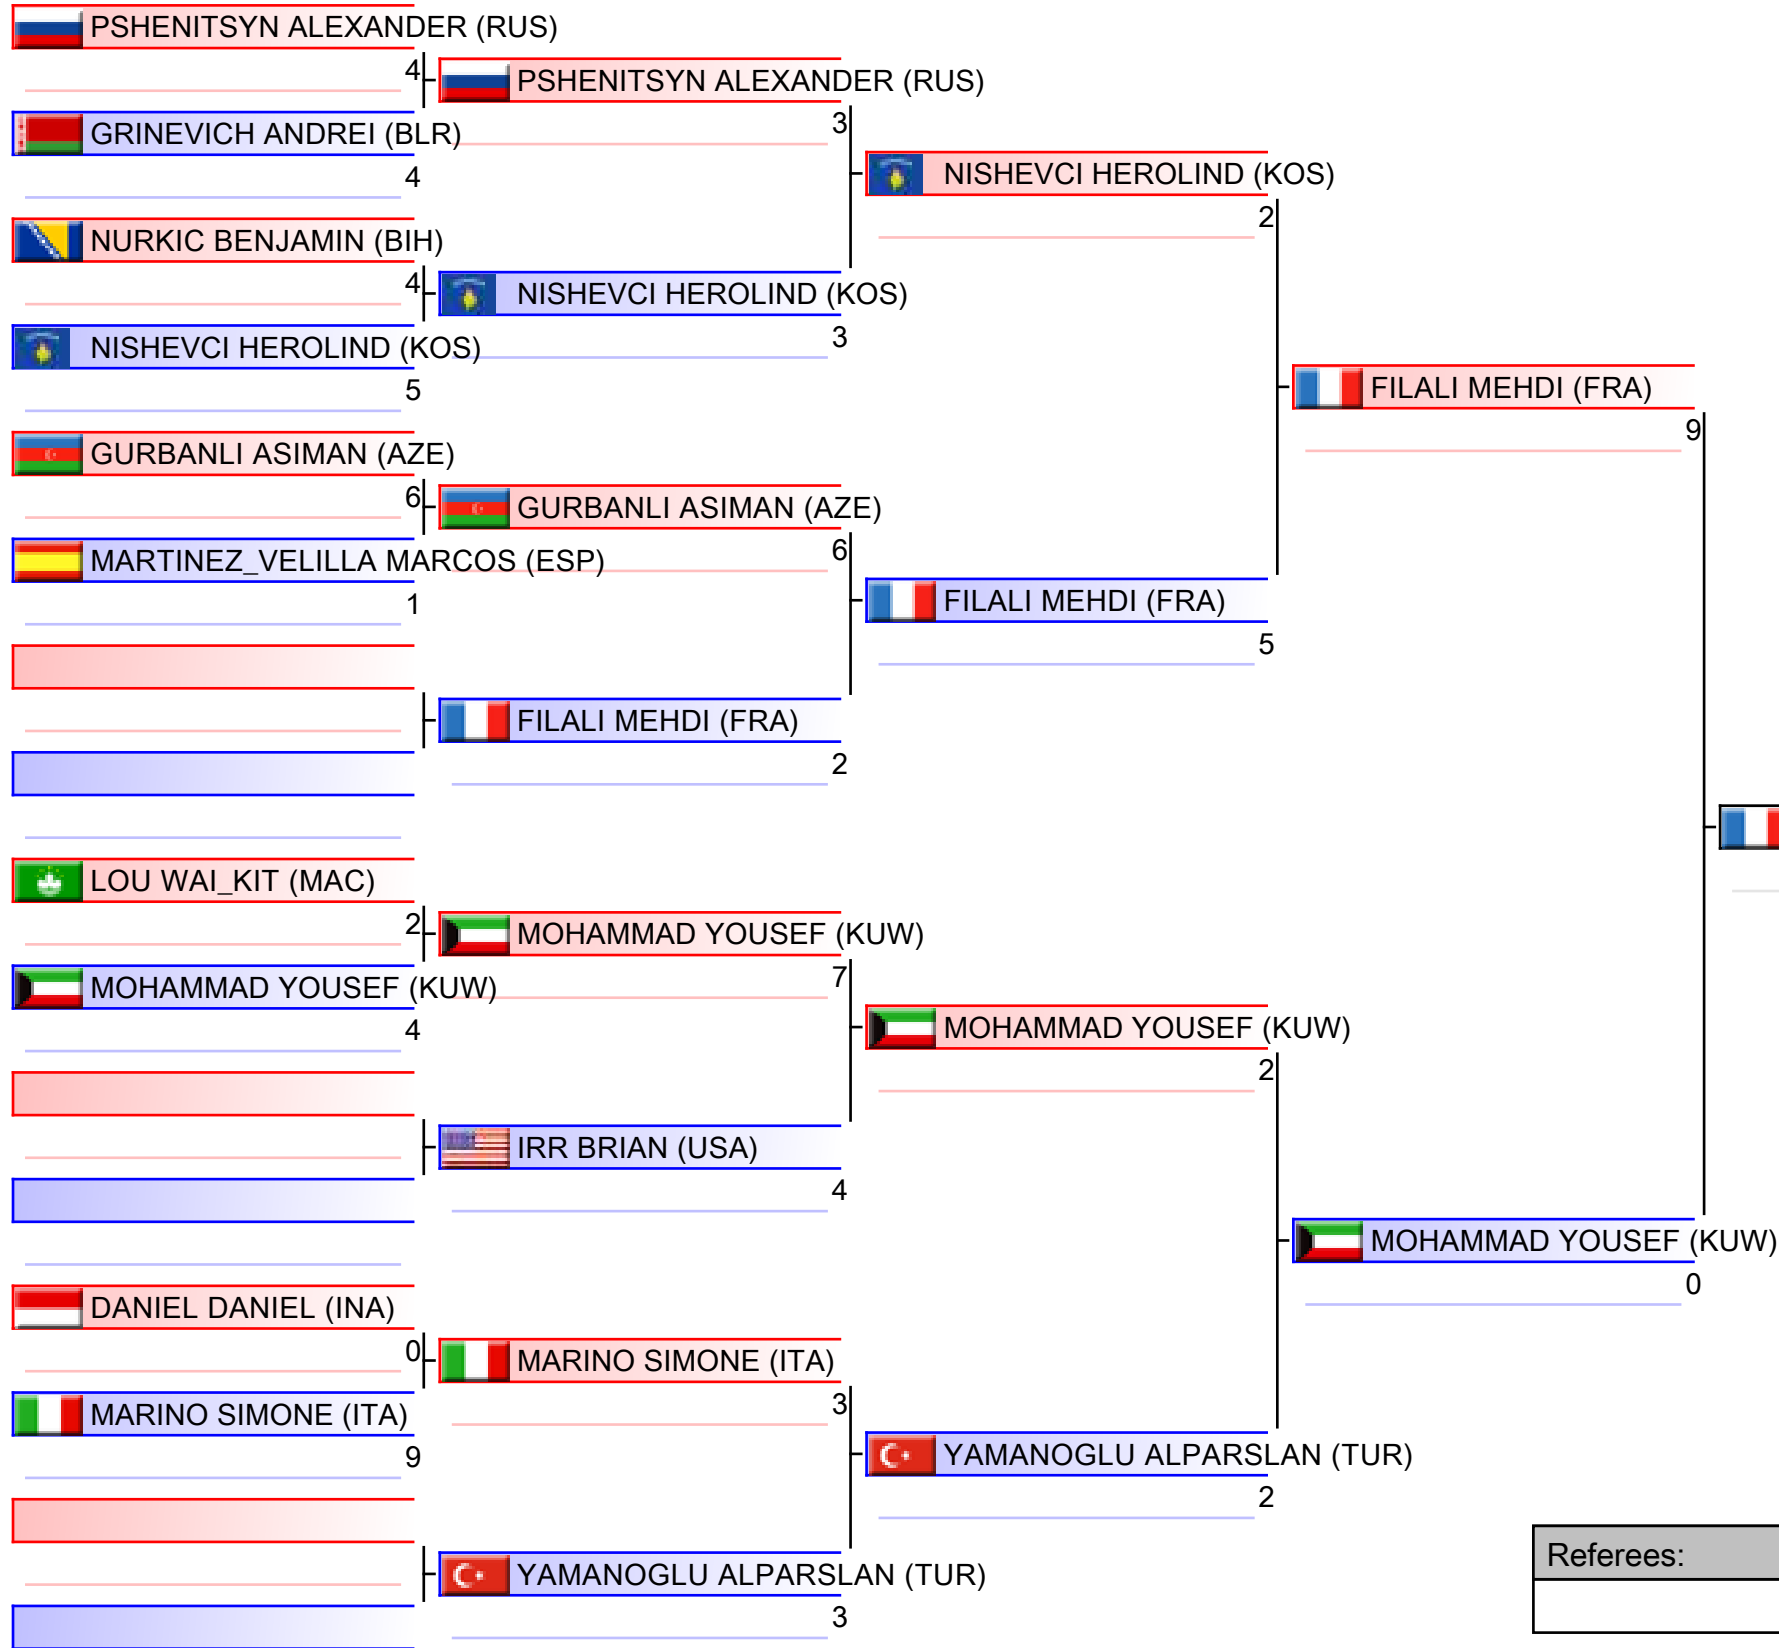 PSHENITSYN ALEXANDER (RUS)
4
GRINEVICH ANDREI (BLR)
4
NURKIC BENJAMIN (BIH)
4
NISHEVCI HEROLIND (KOS)
5
GURBANLI ASIMAN (AZE)
6
MARTINEZ_VELILLA MARCOS (ESP)
1
LOU WAI_KIT (MAC)
2
MOHAMMAD YOUSEF (KUW)
4
DANIEL DANIEL (INA)
0
MARINO SIMONE (ITA)
9
PSHENITSYN ALEXANDER (RUS)
3
NISHEVCI HEROLIND (KOS)
3
GURBANLI ASIMAN (AZE)
6
FILALI MEHDI (FRA)
2
MOHAMMAD YOUSEF (KUW)
7
IRR BRIAN (USA)
4
MARINO SIMONE (ITA)
3
YAMANOGLU ALPARSLAN (TUR)
3
NISHEVCI HEROLIND (KOS)
2
FILALI MEHDI (FRA)
5
MOHAMMAD YOUSEF (KUW)
2
YAMANOGLU ALPARSLAN (TUR)
2
FILALI MEHDI (FRA)
9
MOHAMMAD YOUSEF (KUW)
0
Referees: